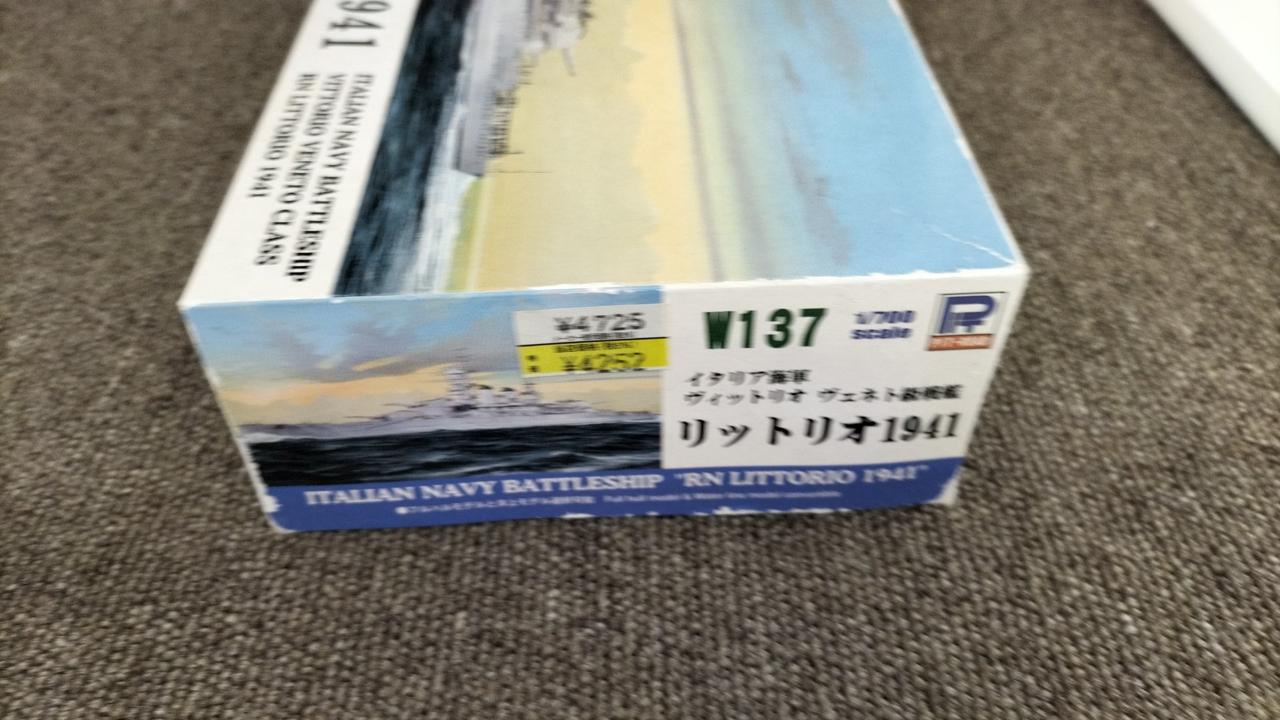 941
ITALIAN NAVY BATTLESHIP
VITTORIO VENETO CLASS
RN LITTORIO 1941
¥4725
¥4252
W137
1/700
scale
PT
イタリア海軍
ヴィットリオ ヴェネト級戦艦
リットリオ1941
ITALIAN NAVY BATTLESHIP "RN LITTORIO 1941"